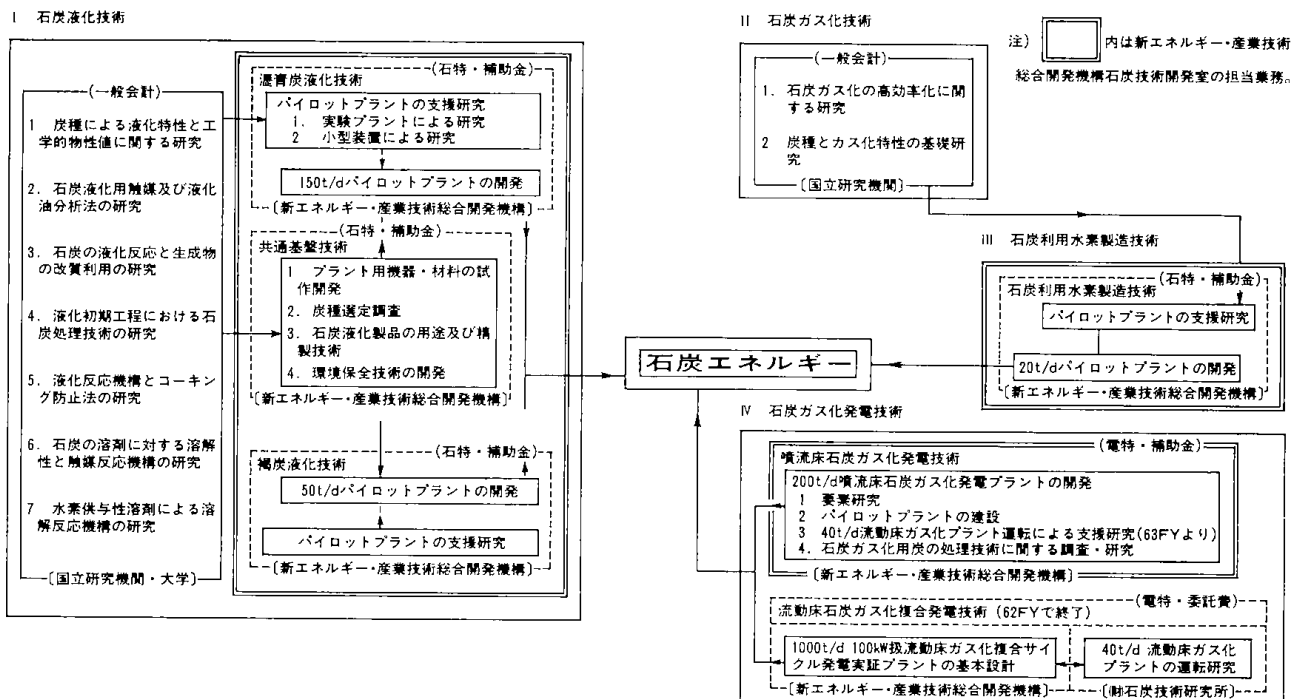 I 石炭液化技術
(一般会計)
1 炭種による液化特性と工
学的物性値に関する研究
2. 石炭液化用触媒及び液化
油分析法の研究
3. 石炭の液化反応と生成物
の改質利用の研究
4. 液化初期工程における石
炭処理技術の研究
5. 液化反応機構とコーキン
グ防止法の研究
6. 石炭の溶剤に対する溶解
性と触媒反応機構の研究
7 水素供与性溶剤による溶
解反応機構の研究
〔国立研究機関・大学〕
(石特・補助金)
瀝青炭液化技術
パイロットプラントの支援研究
1. 実験プラントによる研究
2 小型装置による研究
150t/dパイロットプラントの開発
〔新エネルギー・産業技術総合開発機構〕
(石特・補助金)
共通基盤技術
1 プラント用機器・材料の試
作開発
2. 炭種選定調査
3. 石炭液化製品の用途及び精
製技術
4. 環境保全技術の開発
〔新エネルギー・産業技術総合開発機構〕
(石特・補助金)
褐炭液化技術
50t/dパイロットプラントの開発
パイロットプラントの支援研究
〔新エネルギー・産業技術総合開発機構〕
石炭エネルギー
II 石炭ガス化技術
(一般会計)
1. 石炭ガス化の高効率化に関
する研究
2 炭種とカス化特性の基礎研
究
〔国立研究機関〕
注) 内は新エネルギー・産業技術
総合開発機構石炭技術開発室の担当業務。
III 石炭利用水素製造技術
(石特・補助金)
石炭利用水素製造技術
パイロットプラントの支援研究
20t/dパイロットプラントの開発
〔新エネルギー・産業技術総合開発機構〕
IV 石炭ガス化発電技術
(電特・補助金)
噴流床石炭ガス化発電技術
200t/d噴流床石炭ガス化発電プラントの開発
1 要素研究
2 パイロットプラントの建設
3 40t/d流動床ガス化プラント運転による支援研究(63FYより)
4. 石炭ガス化用炭の処理技術に関する調査・研究
〔新エネルギー・産業技術総合開発機構〕
(電特・委託費)
流動床石炭ガス化複合発電技術 (62FYで終了)
1000t/d 100kW級流動床ガス化複合サイ
クル発電実証プラントの基本設計
〔新エネルギー・産業技術総合開発機構〕
40t/d 流動床ガス化
プラントの運転研究
〔㈶石炭技術研究所〕